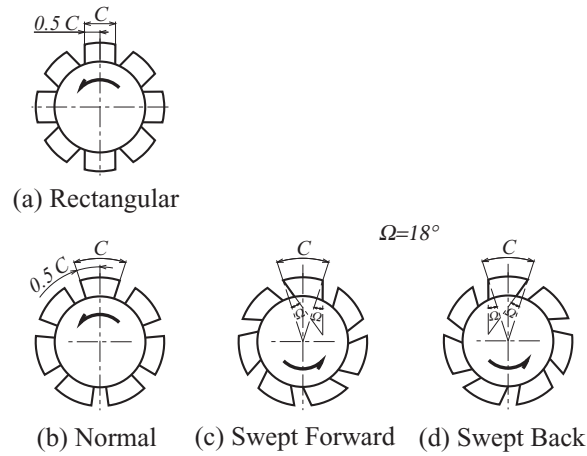 0.5 C
C
(a) Rectangular
0.5 C
C
C
Ω=18°
C
Ω
Ω
Ω
Ω
(b) Normal
(c) Swept Forward
(d) Swept Back